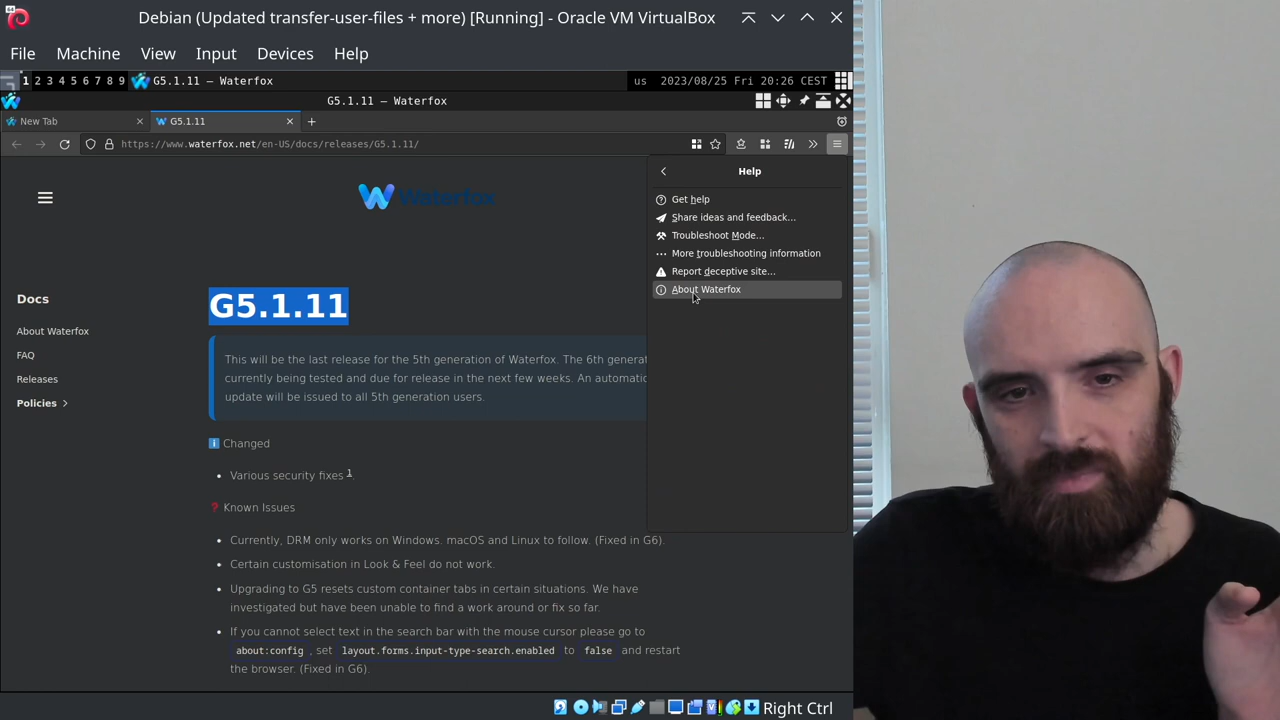 Debian (Updated transfer-user-files + more) [Running] - Oracle VM VirtualBox
File Machine View Input Devices Help
1 2 3 4 5 6 7 8 9 G5.1.11 — Waterfox us 2023/08/25 Fri 20:26 CEST
G5.1.11 — Waterfox
New Tab G5.1.11
https://www.waterfox.net/en-US/docs/releases/G5.1.11/
Waterfox
Docs
About Waterfox
FAQ
Releases
Policies
G5.1.11
This will be the last release for the 5th generation of Waterfox. The 6th generat
currently being tested and due for release in the next few weeks. An automatic
update will be issued to all 5th generation users.
Changed
• Various security fixes 1.
Known Issues
• Currently, DRM only works on Windows. macOS and Linux to follow. (Fixed in G6).
• Certain customisation in Look & Feel do not work.
• Upgrading to G5 resets custom container tabs in certain situations. We have
investigated but have been unable to find a work around or fix so far.
• If you cannot select text in the search bar with the mouse cursor please go to
about:config , set layout.forms.input-type-search.enabled to false and restart
the browser. (Fixed in G6).
Help
Get help
Share ideas and feedback...
Troubleshoot Mode...
More troubleshooting information
Report deceptive site...
About Waterfox
Right Ctrl